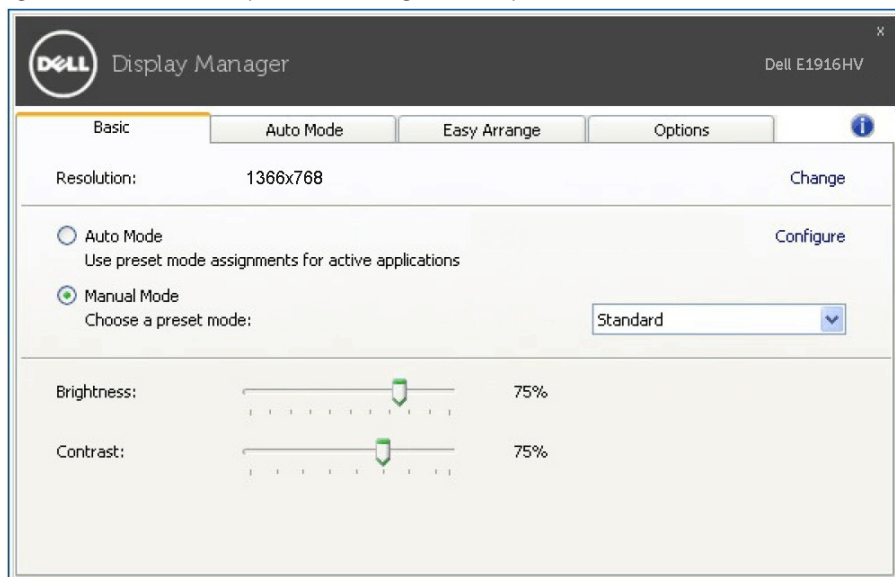 x
DELL Display Manager Dell E1916HV
Basic Auto Mode Easy Arrange Options i
Resolution: 1366x768 Change
Auto Mode Configure
Use preset mode assignments for active applications
Manual Mode
Choose a preset mode: Standard
Brightness: 75%
Contrast: 75%